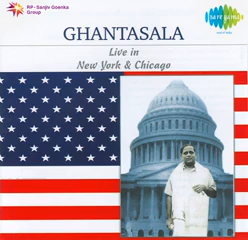 RP-Sanjiv Goenka
Group
GHANTASALA
Live in
New York & Chicago